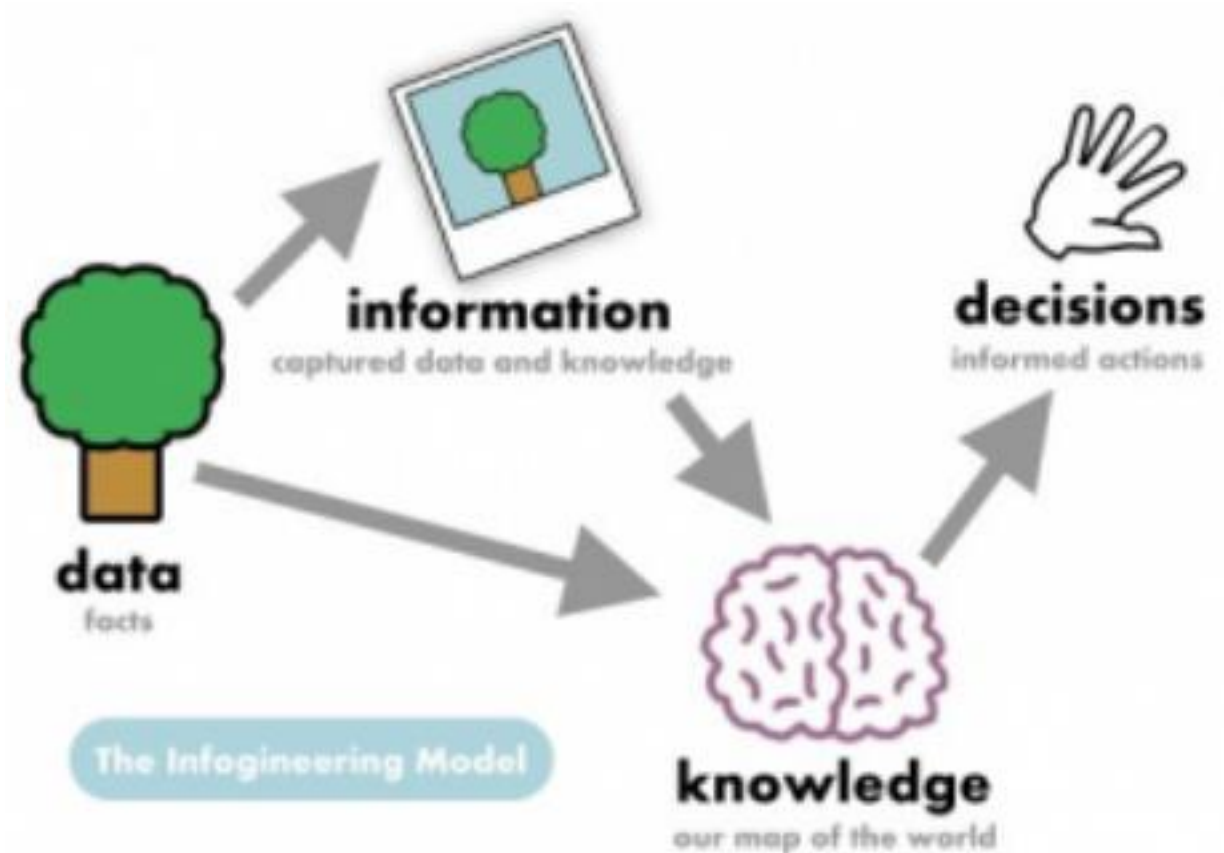 information
captured data and knowledge
decisions
informed actions
data
facts
The Infogineering Model
knowledge
our map of the world